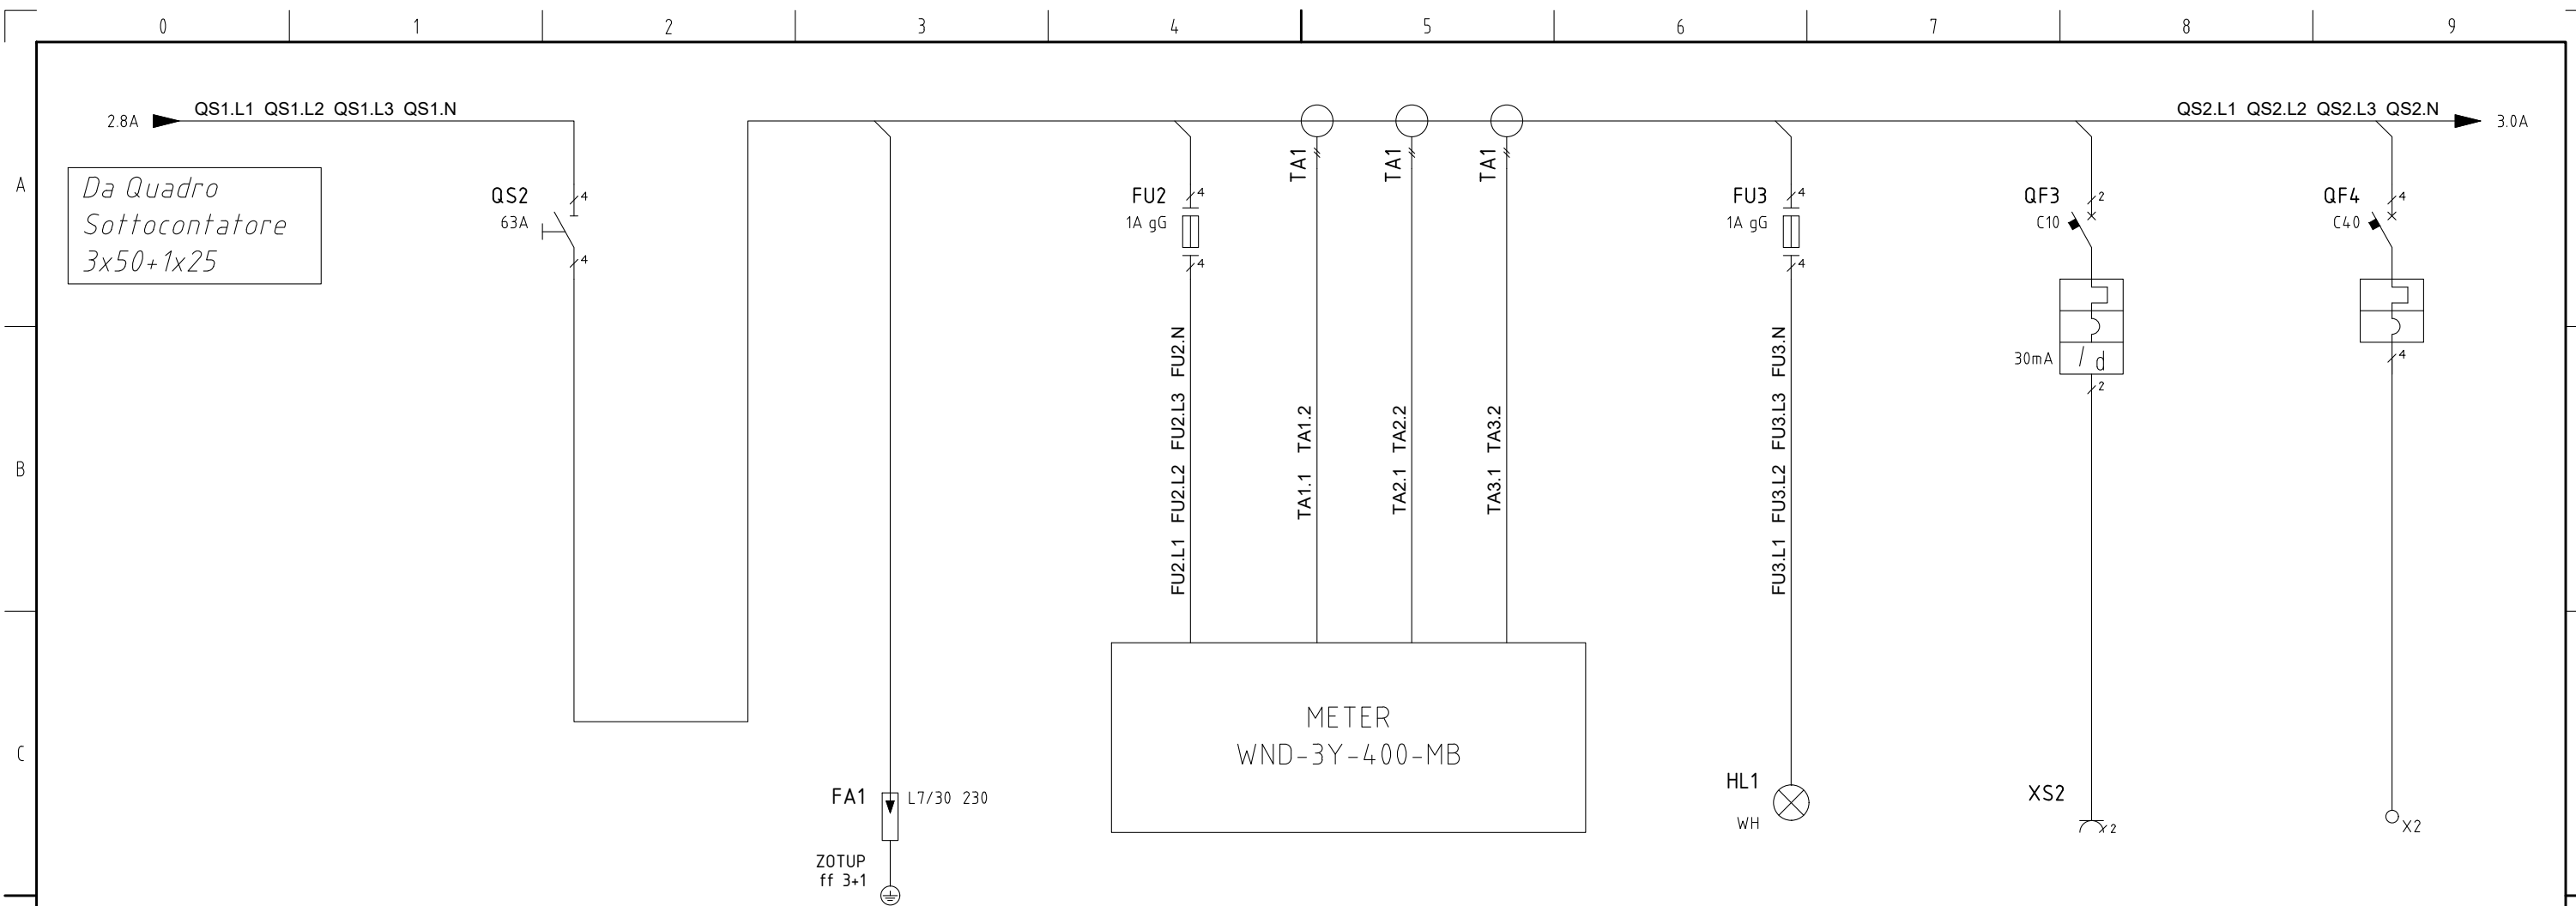 0 1 2 3 4 5 6 7 8 9
2.8A QS1.L1 QS1.L2 QS1.L3 QS1.N
QS2.L1 QS2.L2 QS2.L3 QS2.N 3.0A
A
Da Quadro
Sottocontatore
3x50+1x25
QS2
63A
4
4
FU2
1A gG
4
4
FU2.L1 FU2.L2 FU2.L3 FU2.N
TA1
TA1
TA1
TA1.1 TA1.2
TA2.1 TA2.2
TA3.1 TA3.2
FU3
1A gG
4
4
FU3.L1 FU3.L2 FU3.L3 FU3.N
QF3
C10
2
30mA
I d
2
QF4
C40
4
4
B
C
METER
WND-3Y-400-MB
FA1
L7/30 230
ZOTUP
ff 3+1
HL1
WH
XS2
2
X2